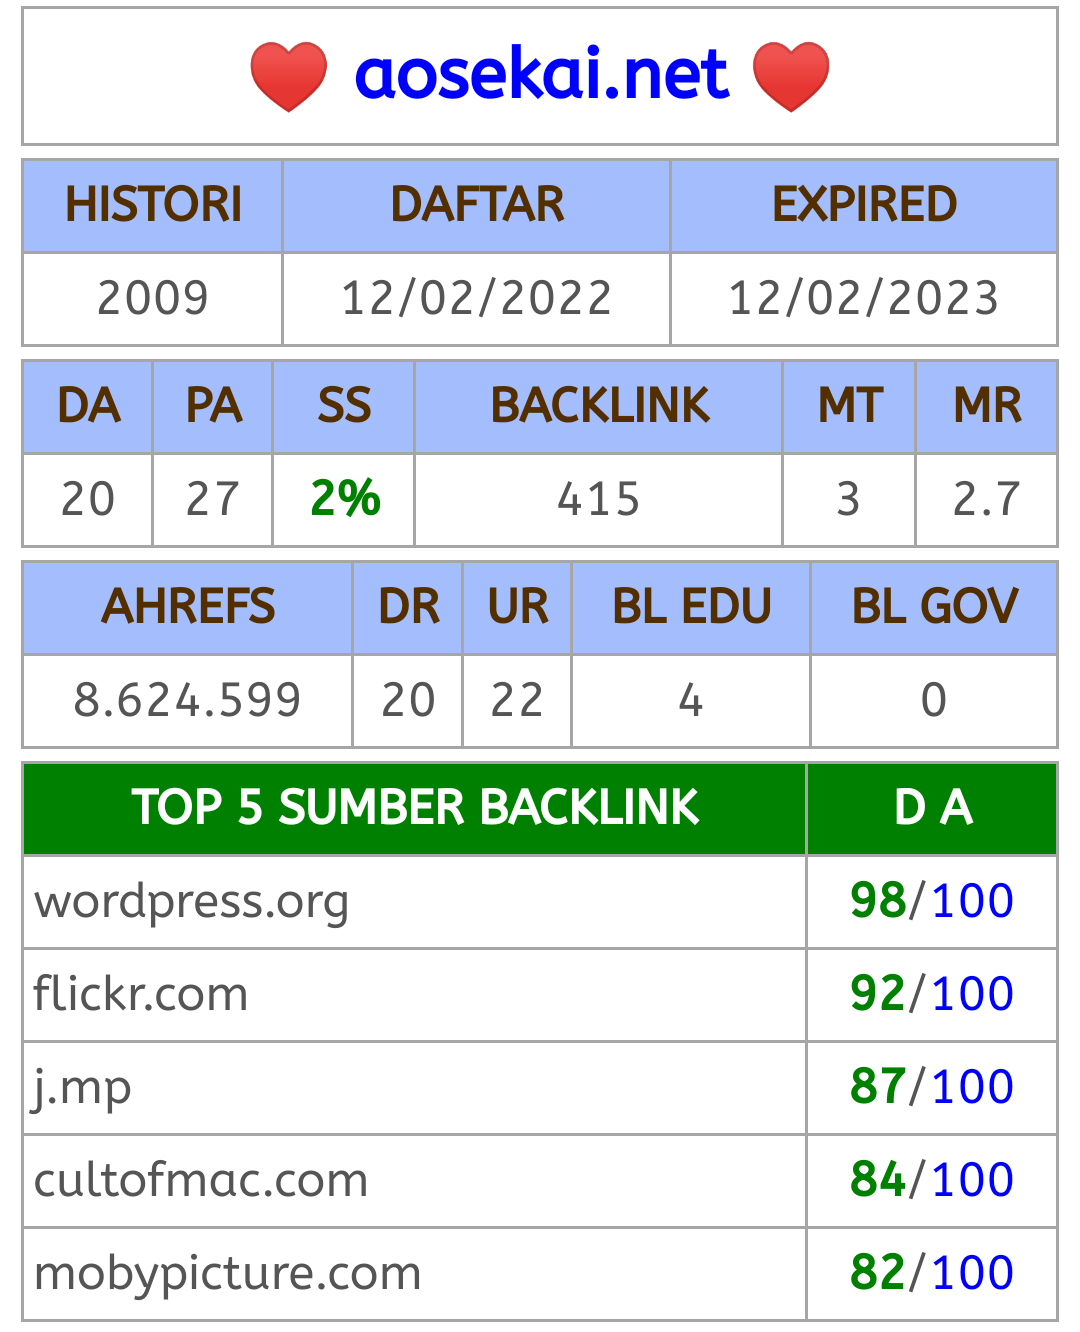 aosekai.net
HISTORI DAFTAR EXPIRED
2009 12/02/2022 12/02/2023
DA PA SS BACKLINK MT MR
20 27 2% 415 3 2.7
AHREFS DR UR BL EDU BL GOV
8.624.599 20 22 4 0
TOP 5 SUMBER BACKLINK D A
wordpress.org 98/100
flickr.com 92/100
j.mp 87/100
cultofmac.com 84/100
mobypicture.com 82/100